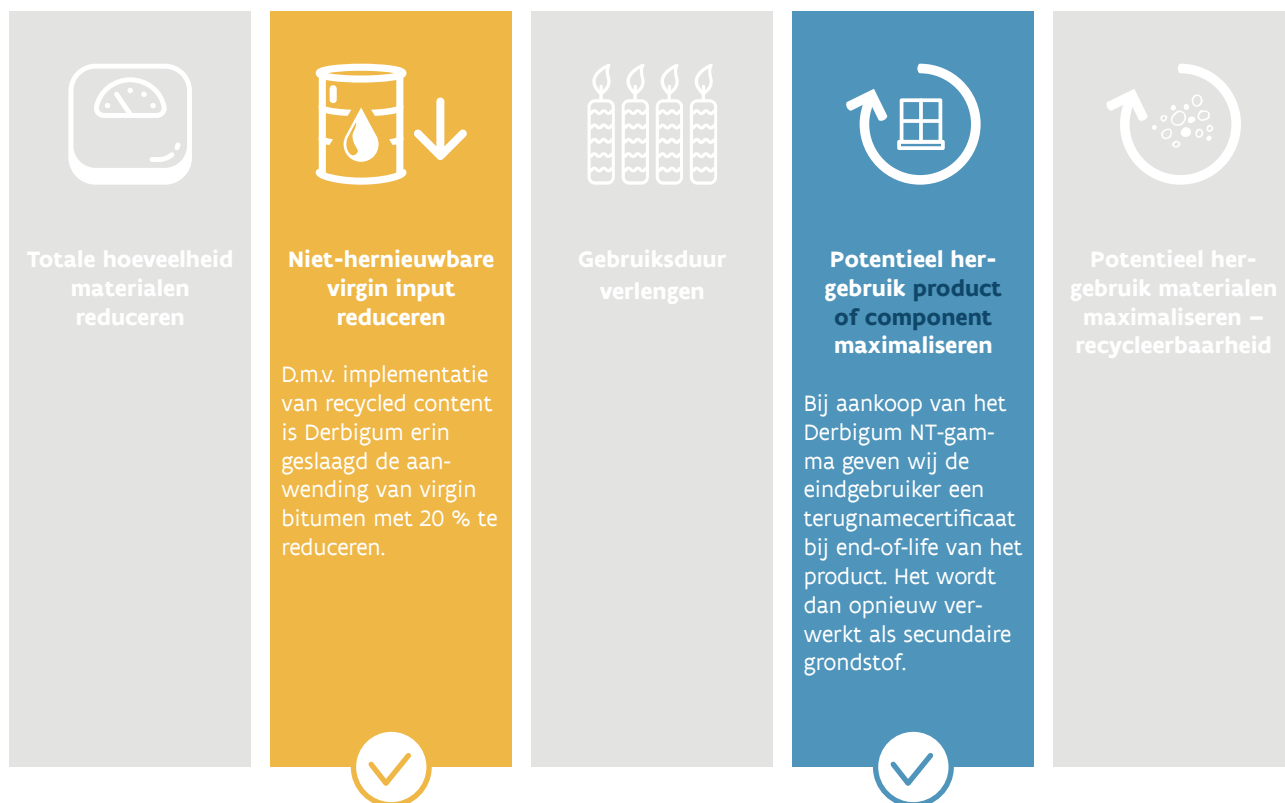 Totale hoeveelheid
materialen
reduceren
Niet-hernieuwbare
virgin input
reduceren
D.m.v. implementatie
van recycled content
is Derbigum erin
geslaagd de aan-
wending van virgin
bitumen met 20 % te
reduceren.
Gebruiksduur
verlengen
Potentieel her-
gebruik product
of component
maximaliseren
Bij aankoop van het
Derbigum NT-gam-
ma geven wij de
eindgebruiker een
terugnamecertificaat
bij end-of-life van het
product. Het wordt
dan opnieuw ver-
werkt als secundaire
grondstof.
Potentieel her-
gebruik materialen
maximaliseren –
recycleerbaarheid